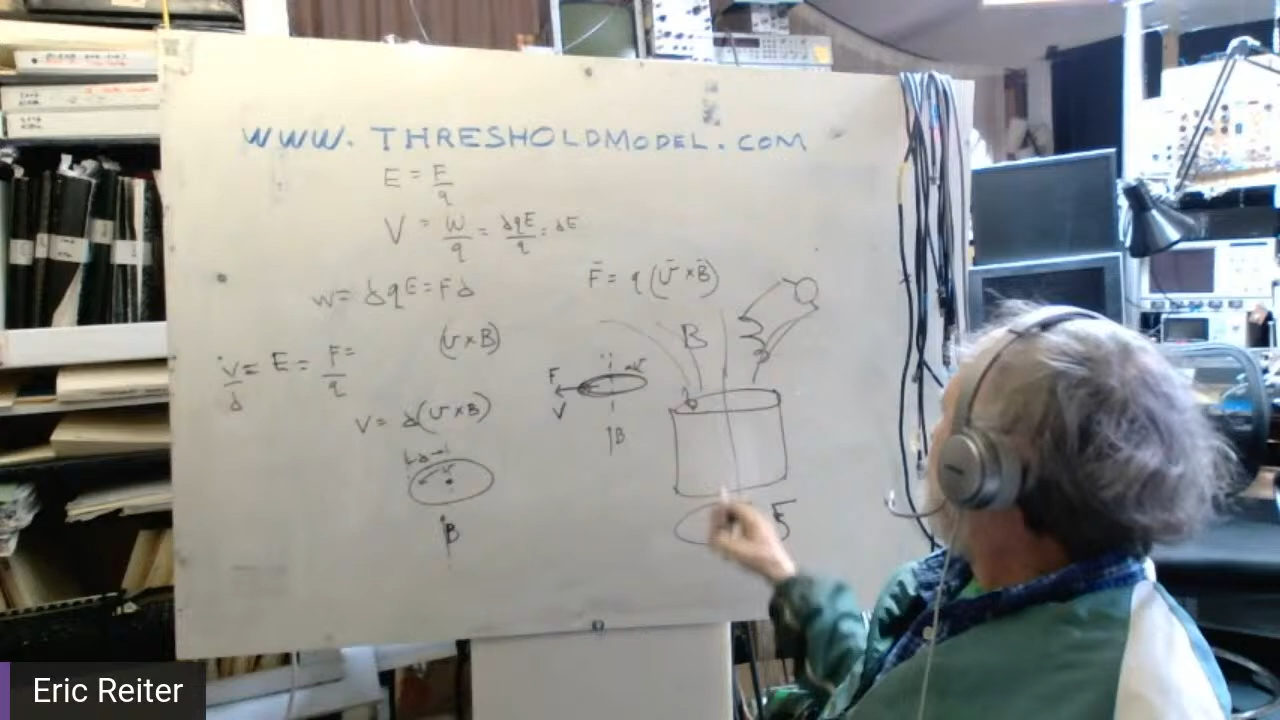 WWW. THRESHOLDMODEL.COM
E = F/q
V = W/q = dqE/q = dE
W = dqE = Fd
F̄ = q(v̄ × B̄)
V/d = E = F/q =
(v × B)
B
V = d(v × B)
F
v
V
B
d
v
B
Eric Reiter